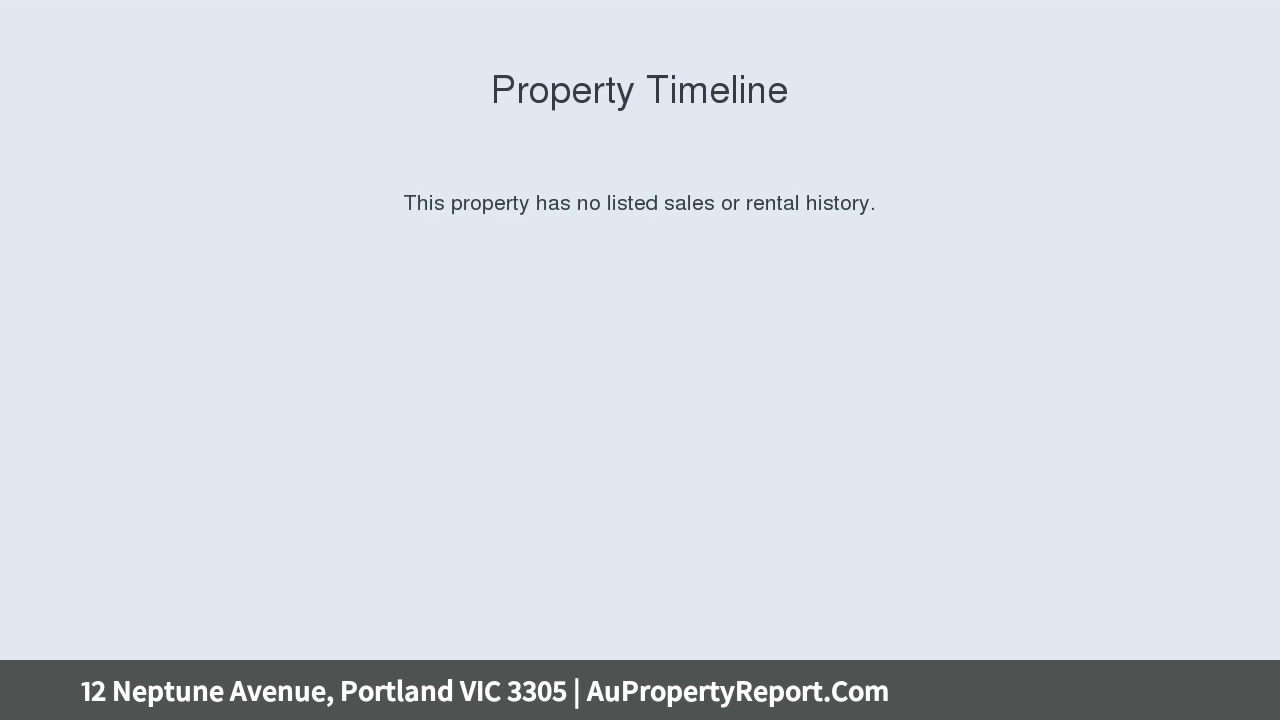 Property Timeline
This property has no listed sales or rental history.
12 Neptune Avenue, Portland VIC 3305 | AuPropertyReport.Com